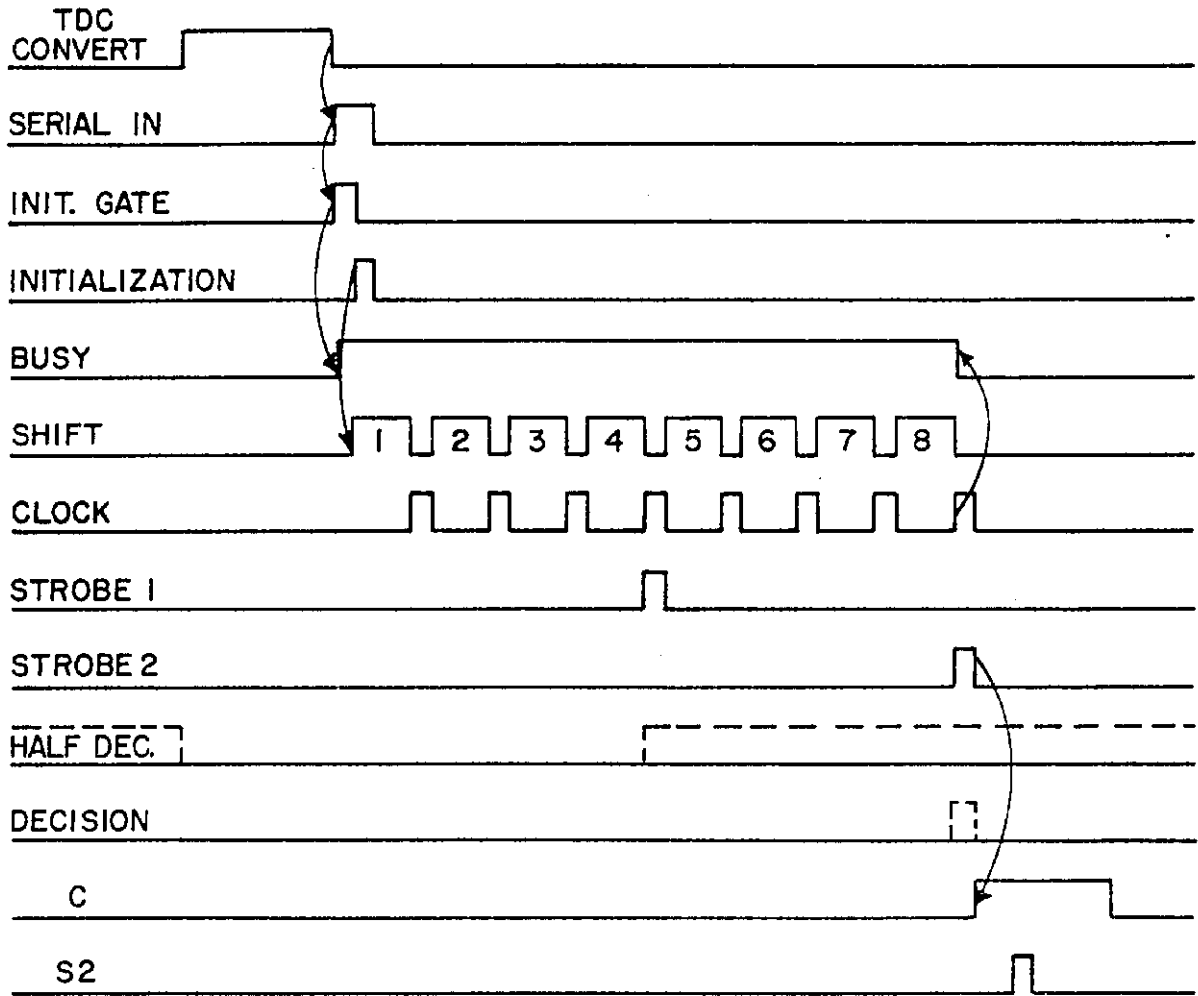 TDC
CONVERT
SERIAL IN
INIT. GATE
INITIALIZATION
BUSY
SHIFT 1 2 3 4 5 6 7 8
CLOCK
STROBE 1
STROBE 2
HALF DEC.
DECISION
C
S2